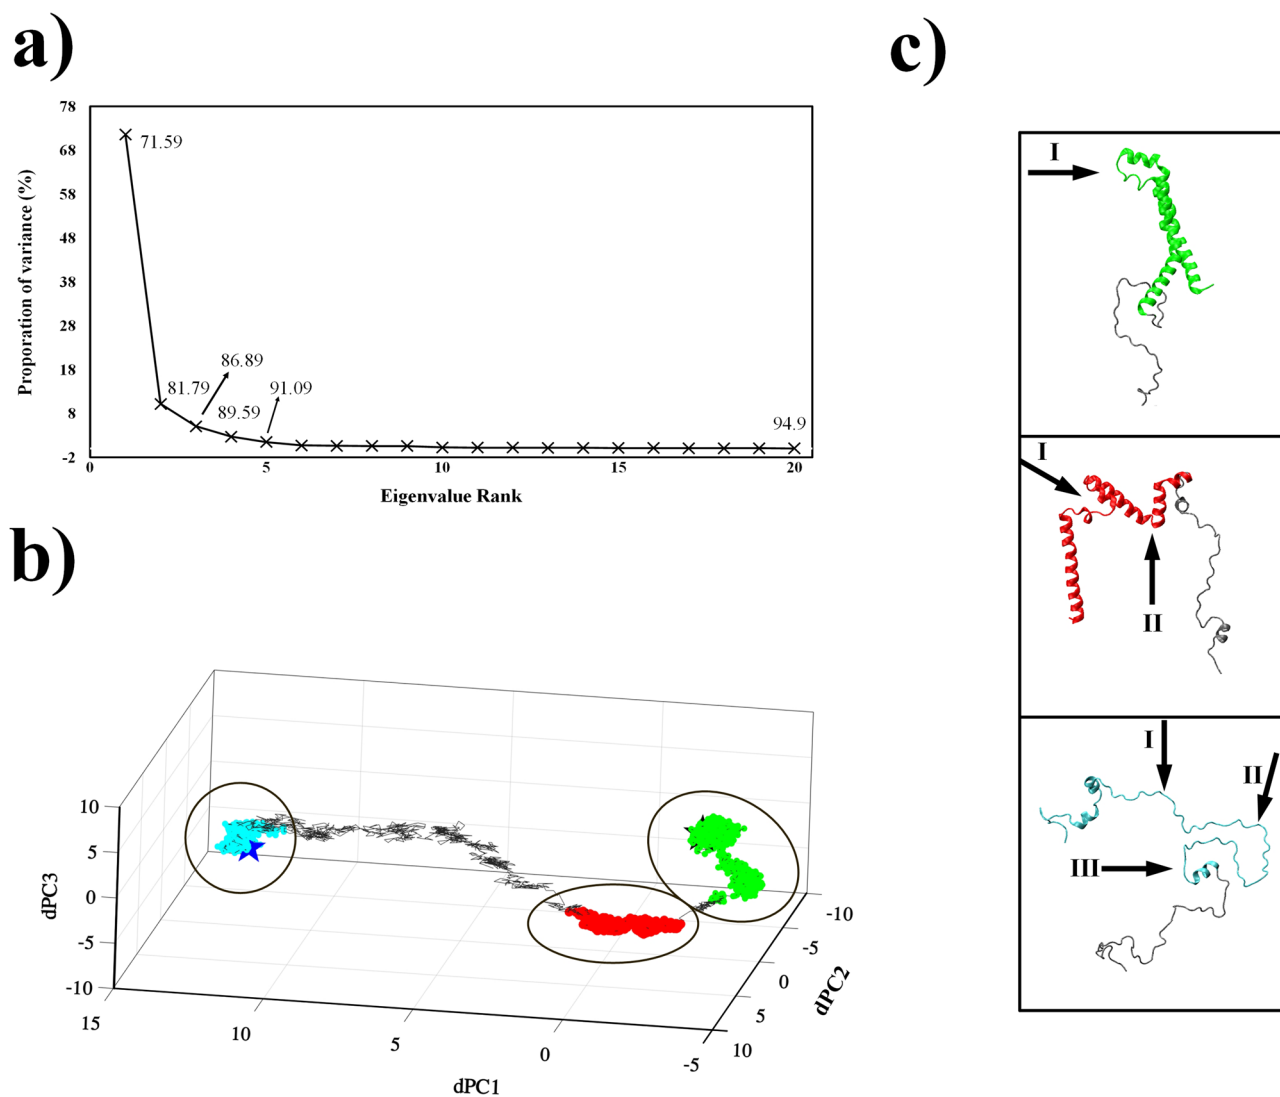 a)
78
68
58
48
38
28
18
8
-2
Proporation of variance (%)
71.59
81.79
86.89
89.59
91.09
94.9
0
5
10
15
20
Eigenvalue Rank
b)
10
5
0
-5
-10
dPC3
15
10
5
0
-5
dPC1
-10
-5
0
5
10
dPC2
c)
I
I
II
I
II
III